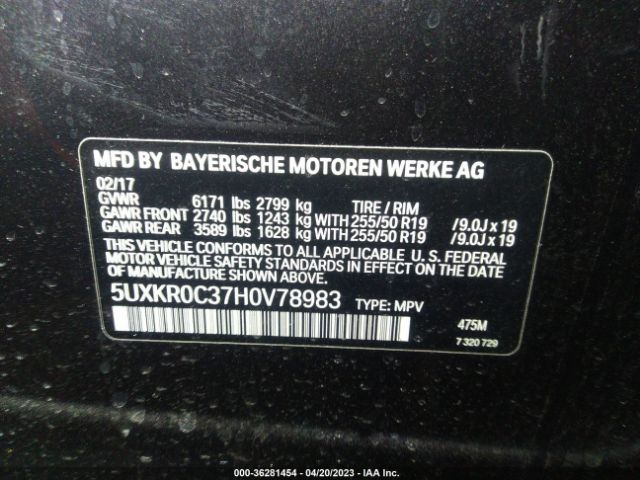 MFD BY BAYERISCHE MOTOREN WERKE AG
02/17
GVWR 6171 lbs 2799 kg TIRE / RIM
GAWR FRONT 2740 lbs 1243 kg WITH 255/50 R19 /9.0J x 19
GAWR REAR 3589 lbs 1628 kg WITH 255/50 R19 /9.0J x 19
THIS VEHICLE CONFORMS TO ALL APPLICABLE U. S. FEDERAL
MOTOR VEHICLE SAFETY STANDARDS IN EFFECT ON THE DATE OF
MANUFACTURE SHOWN ABOVE.
5UXKR0C37H0V78983 TYPE: MPV
475M
7 320 729
000-36281454 - 04/20/2023 - IAA Inc.